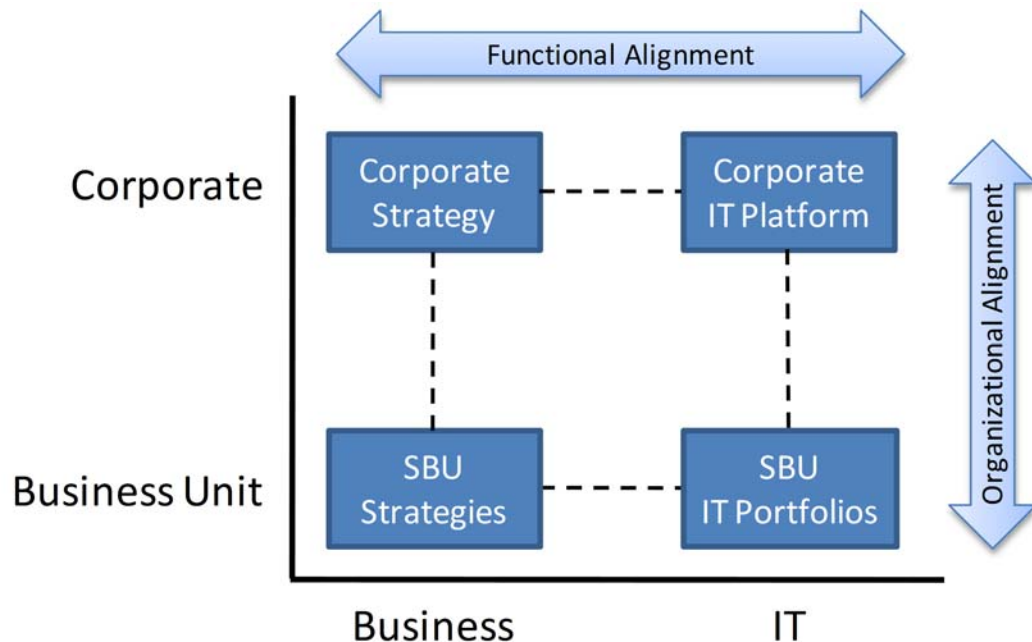 Functional Alignment
Corporate
Corporate
Strategy
Corporate
IT Platform
Organizational Alignment
Business Unit
SBU
Strategies
SBU
IT Portfolios
Business
IT